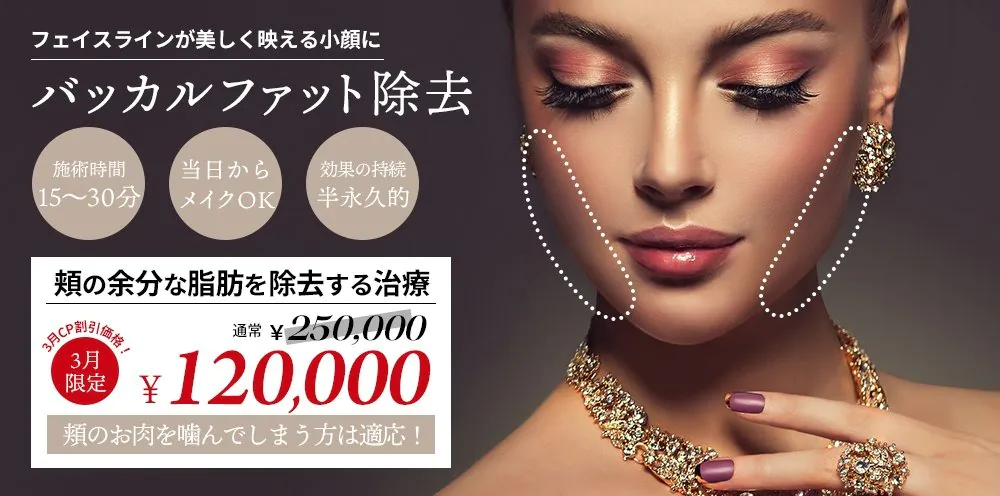 フェイスラインが美しく映える小顔に
バッカルファット除去
施術時間
15〜30分
当日から
メイクOK
効果の持続
半永久的
頬の余分な脂肪を除去する治療
通常 ¥250,000
3月CP割引価格！
3月
限定
¥120,000
頬のお肉を噛んでしまう方は適応！